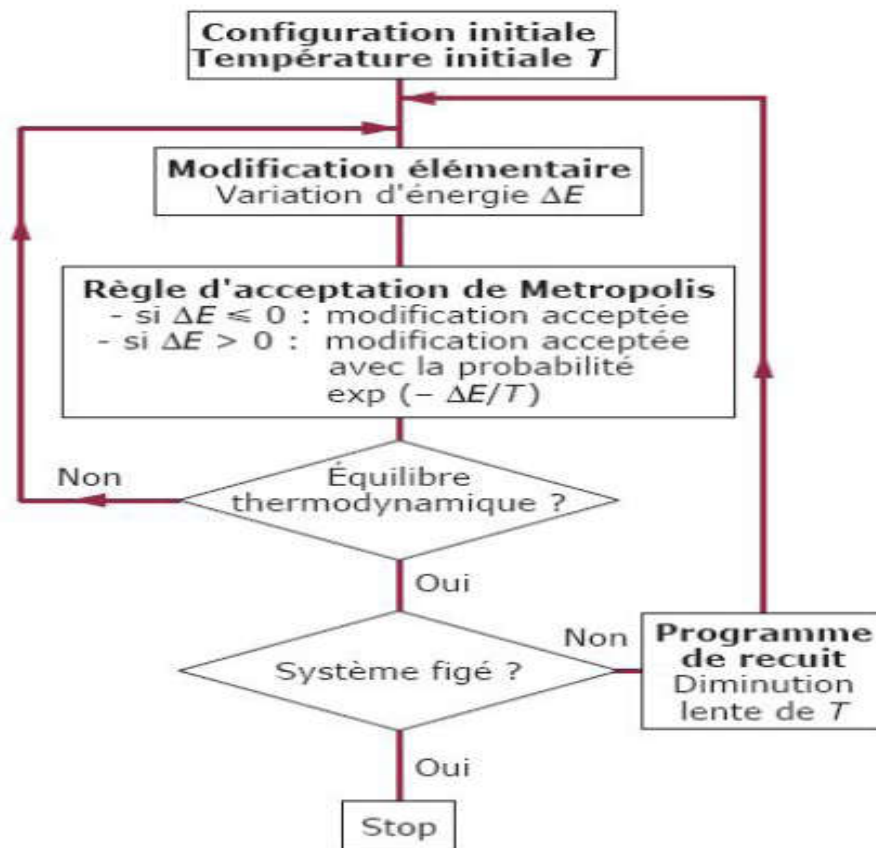 Configuration initiale
Température initiale T
Modification élémentaire
Variation d'énergie ΔE
Règle d'acceptation de Metropolis
- si ΔE ⩽ 0 : modification acceptée
- si ΔE > 0 : modification acceptée
avec la probabilité
exp (– ΔE/T)
Non
Équilibre
thermodynamique ?
Oui
Système figé ?
Non
Programme
de recuit
Diminution
lente de T
Oui
Stop